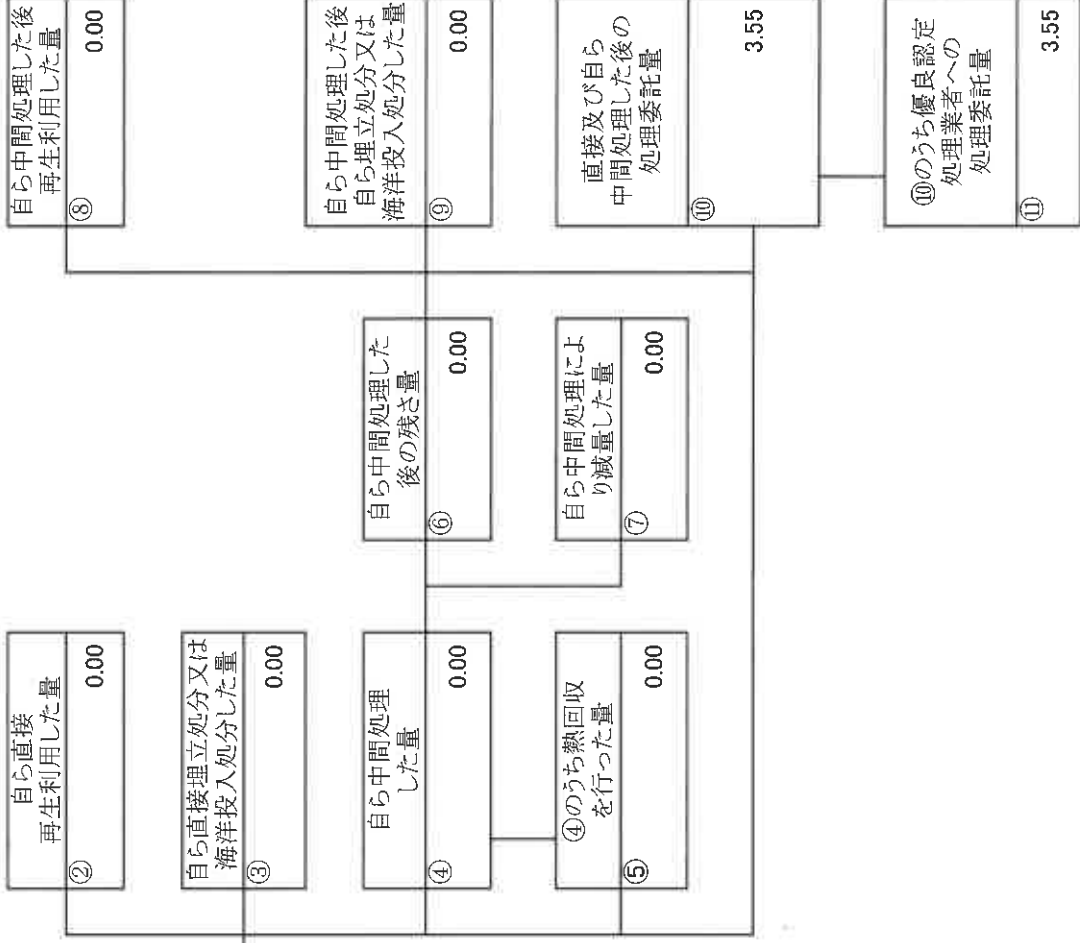 自ら直接
再生利用した量
② 0.00
自ら直接埋立処分又は
海洋投入処分した量
③ 0.00
自ら中間処理
した量
④ 0.00
④のうち熱回収
を行った量
⑤ 0.00
自ら中間処理した
後の残さ量
⑥ 0.00
自ら中間処理によ
り減量した量
⑦ 0.00
自ら中間処理した後
再生利用した量
⑧ 0.00
自ら中間処理した後
自ら埋立処分又は
海洋投入処分した量
⑨ 0.00
直接及び自ら
中間処理した後の
処理委託量
⑩ 3.55
⑩のうち優良認定
処理業者への
処理委託量
⑪ 3.55